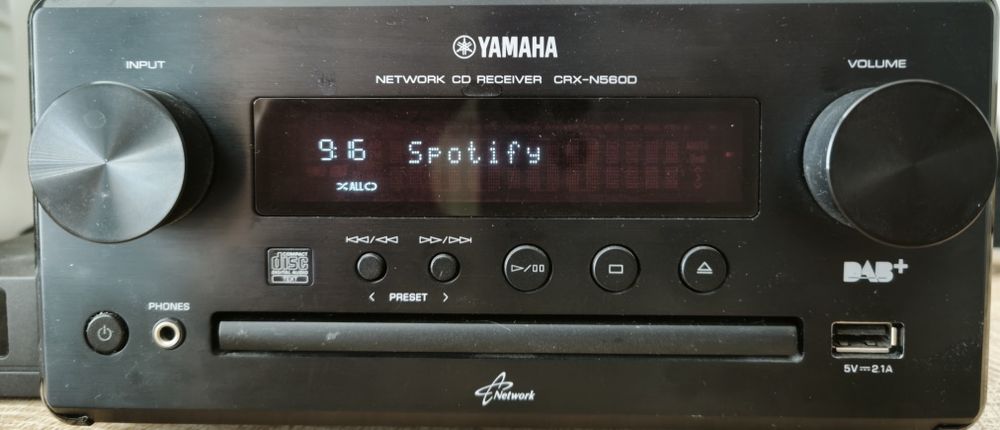 YAMAHA
INPUT
NETWORK CD RECEIVER CRX-N560D
VOLUME
9:16 Spotify
ALL
COMPACT
disc
DIGITAL AUDIO
TEXT
PRESET
DAB+
PHONES
5V 2.1A
Network